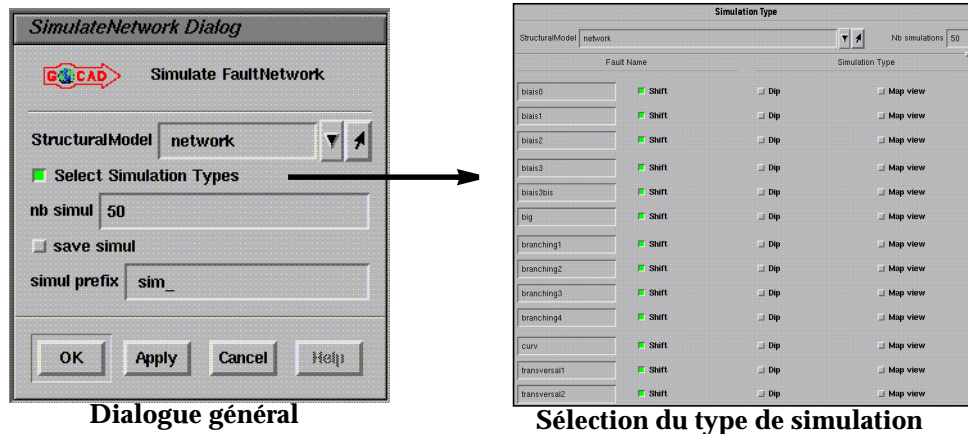 SimulateNetwork Dialog
GOCAD Simulate FaultNetwork
StructuralModel network
Select Simulation Types
nb simul 50
save simul
simul prefix sim_
OK Apply Cancel Help
Dialogue général
Simulation Type
StructuralModel network Nb simulations 50
Fault Name Simulation Type
biais0 Shift Dip Map view
biais1 Shift Dip Map view
biais2 Shift Dip Map view
biais3 Shift Dip Map view
biais3bis Shift Dip Map view
big Shift Dip Map view
branching1 Shift Dip Map view
branching2 Shift Dip Map view
branching3 Shift Dip Map view
branching4 Shift Dip Map view
curv Shift Dip Map view
transversal1 Shift Dip Map view
transversal2 Shift Dip Map view
Sélection du type de simulation